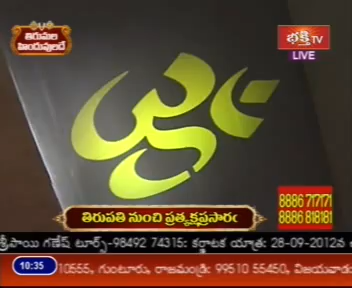 తిరుమల
హిందువులదే
భక్తి TV
LIVE
తిరుపతి నుంచి ప్రత్యక్షప్రసారం
8886 717171
8886 818181
శ్రీసాయి గణేష్ టూర్స్-98492 74315: కర్ణాటక యాత్ర: 28-09-2012న
10:35
10555, గుంటూరు, రాజమండ్రి: 99510 55450, విజయవాడ